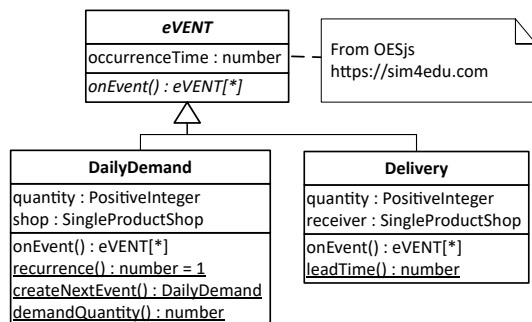 eVENT
occurrenceTime : number
onEvent() : eVENT[*]
From OESjs
https://sim4edu.com
DailyDemand
quantity : PositiveInteger
shop : SingleProductShop
onEvent() : eVENT[*]
recurrence() : number = 1
createNextEvent() : DailyDemand
demandQuantity() : number
Delivery
quantity : PositiveInteger
receiver : SingleProductShop
onEvent() : eVENT[*]
leadTime() : number